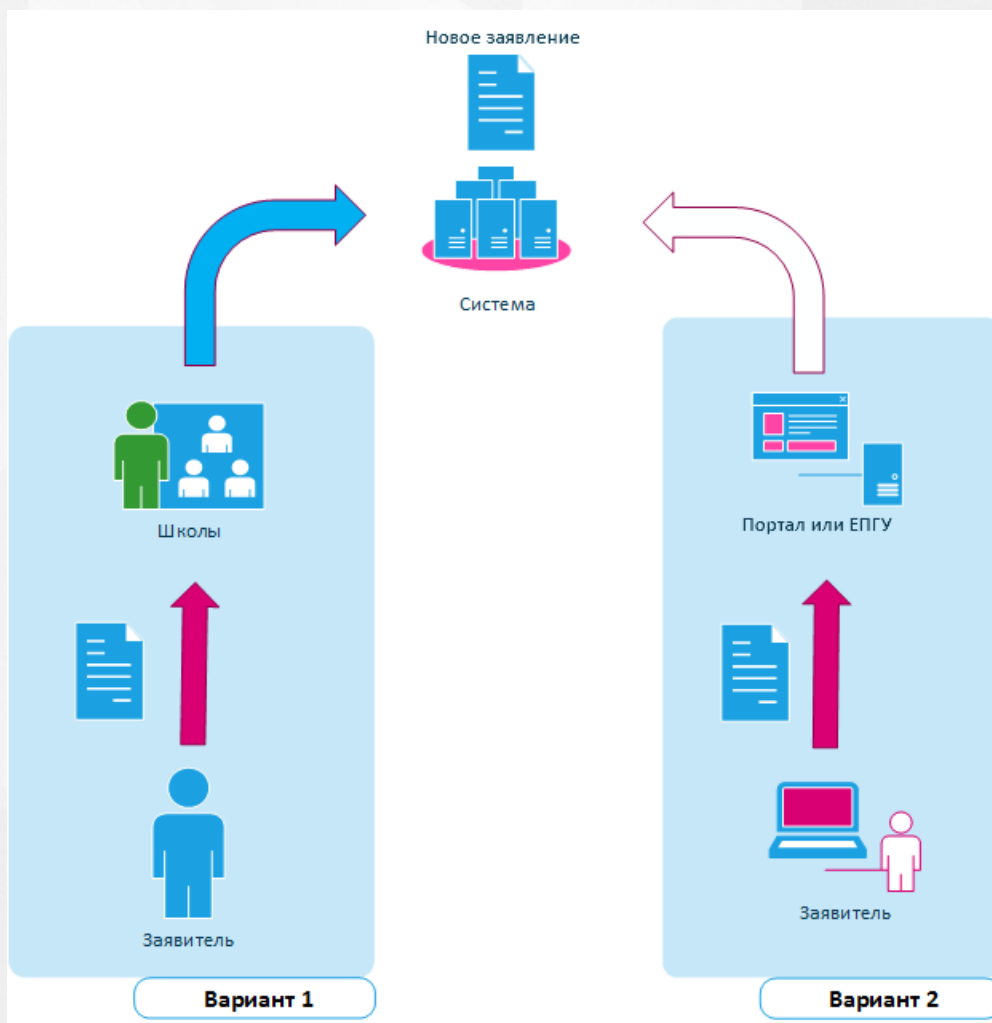 Новое заявление
Система
Школы
Портал или ЕПГУ
Заявитель
Заявитель
Вариант 1
Вариант 2